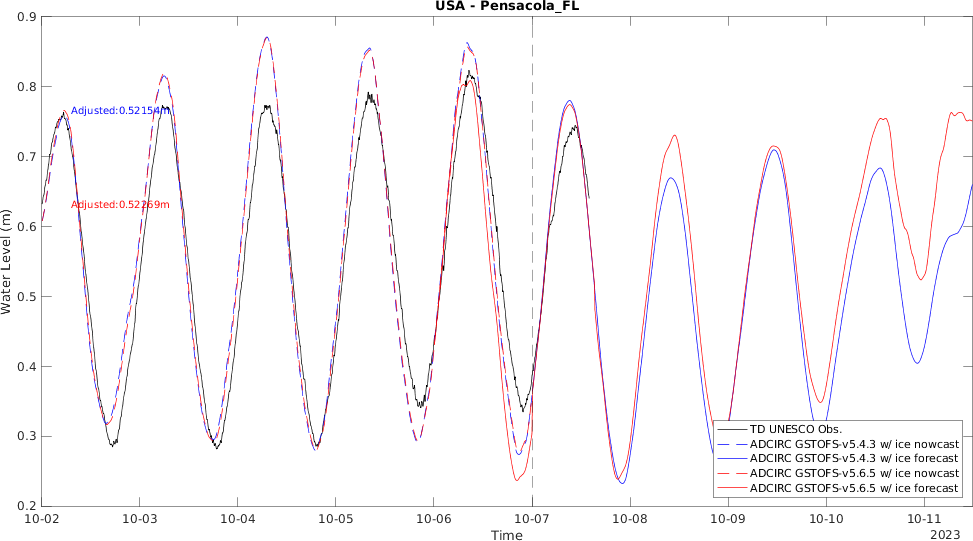 USA - Pensacola_FL
0.9
0.8
0.7
0.6
0.5
0.4
0.3
0.2
Water Level (m)
Adjusted:0.52154m
Adjusted:0.52269m
TD UNESCO Obs.
ADCIRC GSTOFS-v5.4.3 w/ ice nowcast
ADCIRC GSTOFS-v5.4.3 w/ ice forecast
ADCIRC GSTOFS-v5.6.5 w/ ice nowcast
ADCIRC GSTOFS-v5.6.5 w/ ice forecast
10-02 10-03 10-04 10-05 10-06 10-07 10-08 10-09 10-10 10-11
Time
2023